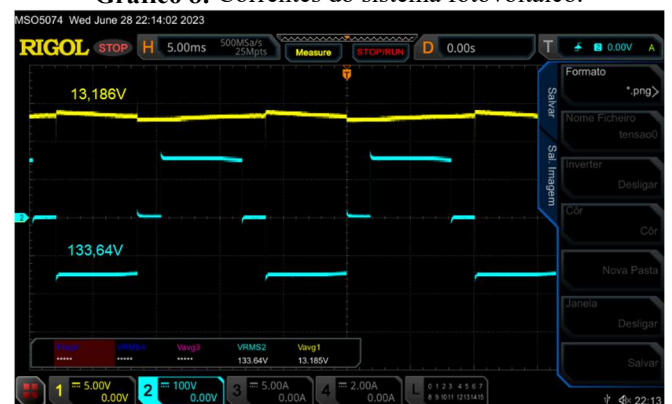 Gráfico 8: Correntes do sistema fotovoltaico.
MSO5074 Wed June 28 22:14:02 2023
RIGOL STOP H 5.00ms 500MSa/s 25Mpts Measure STOP/RUN D 0.00s T 2 0.00V A
13,186V
133,64V
VRMS4 Vavg3 VRMS2 Vavg1
***** ***** ***** 133.64V 13.185V
Salvar
Sal. Imagem
Formato
*.png
Nome Ficheiro
tensao0
Inverter
Desligar
Côr
Côr
Nova Pasta
Janela
Desligar
Salvar
1 5.00V 0.00V 2 100V 0.00V 3 5.00A 0.00A 4 2.00A 0.00A L 0 1 2 3 4 5 6 7
8 9 10 11 12 13 14 15
22:13